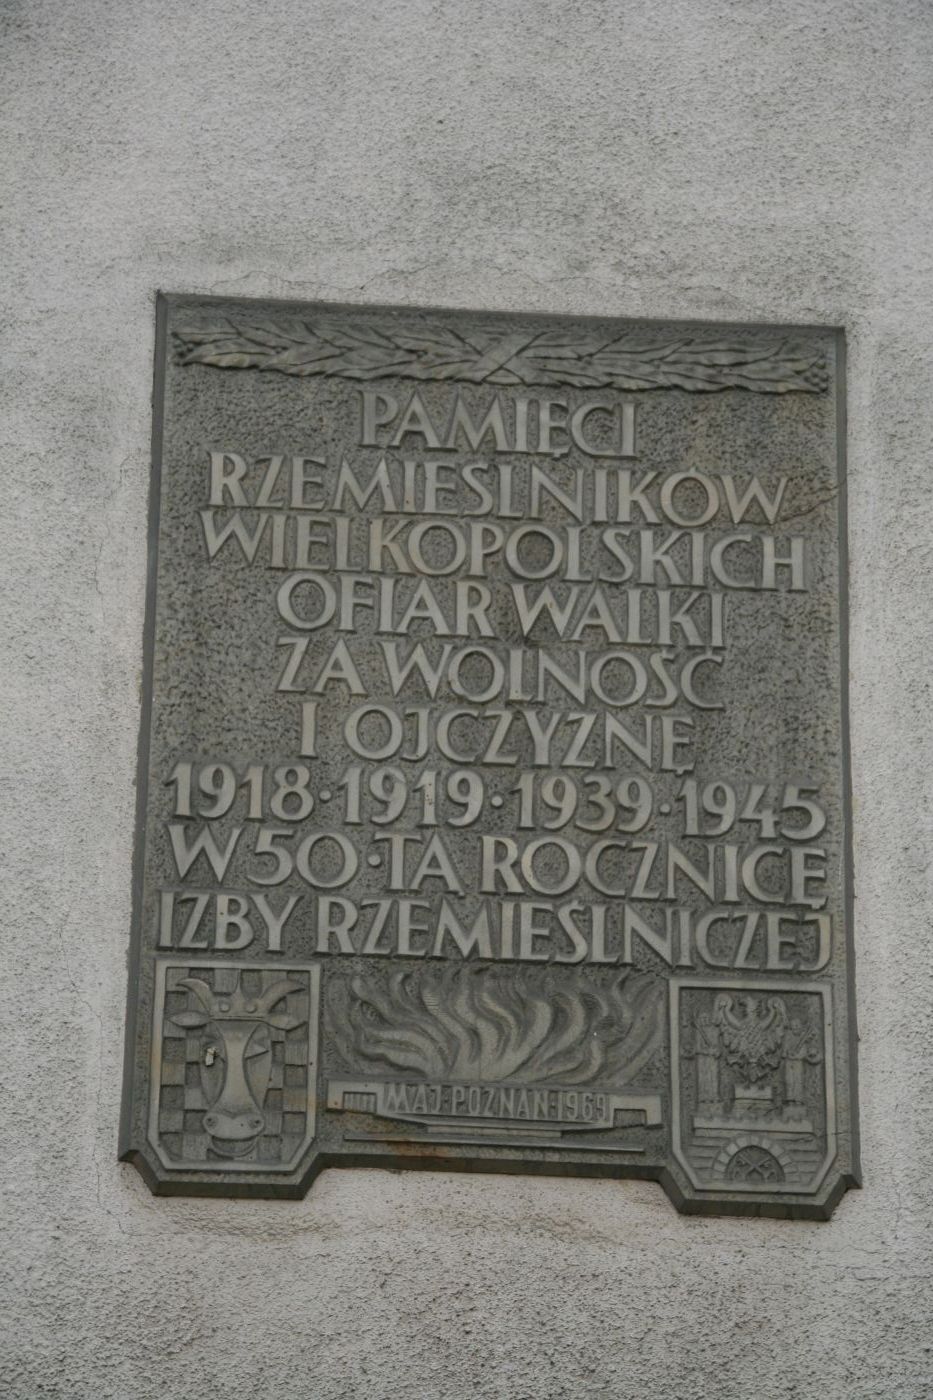 PAMIĘCI
RZEMIEŚLNIKÓW
WIELKOPOLSKICH
OFIAR WALKI
ZA WOLNOŚĆ
I OJCZYZNĘ
1918·1919·1939·1945
W 50·TĄ ROCZNICĘ
IZBY RZEMIEŚLNICZEJ
MAJ·POZNAŃ·1969